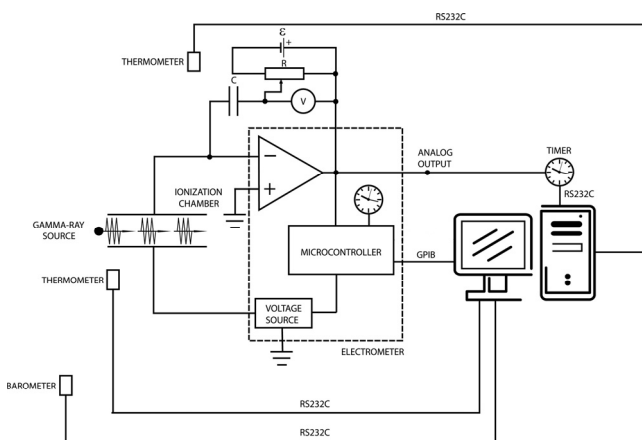 RS232C
ε
+
THERMOMETER
R
C
V
ANALOG
OUTPUT
TIMER
−
+
IONIZATION
CHAMBER
RS232C
GAMMA-RAY
SOURCE
MICROCONTROLLER
GPIB
THERMOMETER
VOLTAGE
SOURCE
ELECTROMETER
BAROMETER
RS232C
RS232C